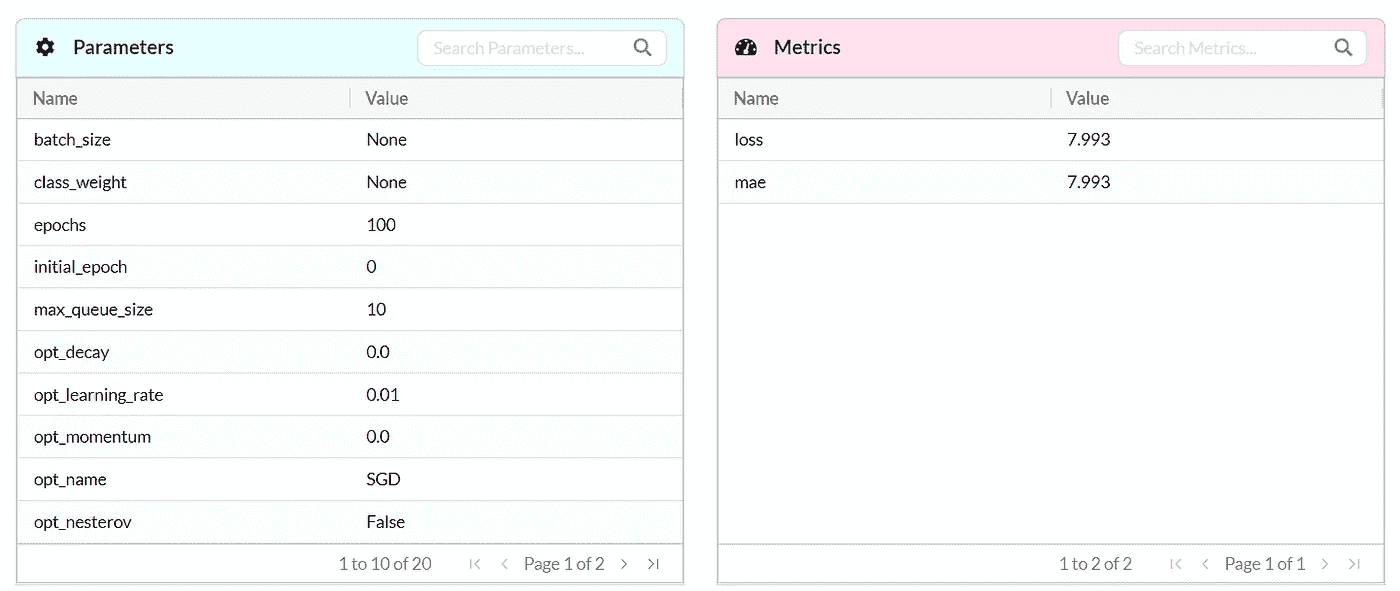 Parameters
Search Parameters...
Name Value
batch_size None
class_weight None
epochs 100
initial_epoch 0
max_queue_size 10
opt_decay 0.0
opt_learning_rate 0.01
opt_momentum 0.0
opt_name SGD
opt_nesterov False
1 to 10 of 20 Page 1 of 2
Metrics
Search Metrics...
Name Value
loss 7.993
mae 7.993
1 to 2 of 2 Page 1 of 1